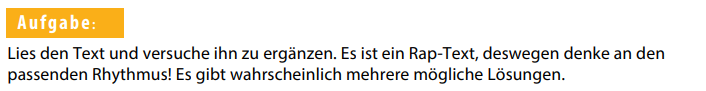 Aufgabe:
Lies den Text und versuche ihn zu ergänzen. Es ist ein Rap-Text, deswegen denke an den
passenden Rhythmus! Es gibt wahrscheinlich mehrere mögliche Lösungen.